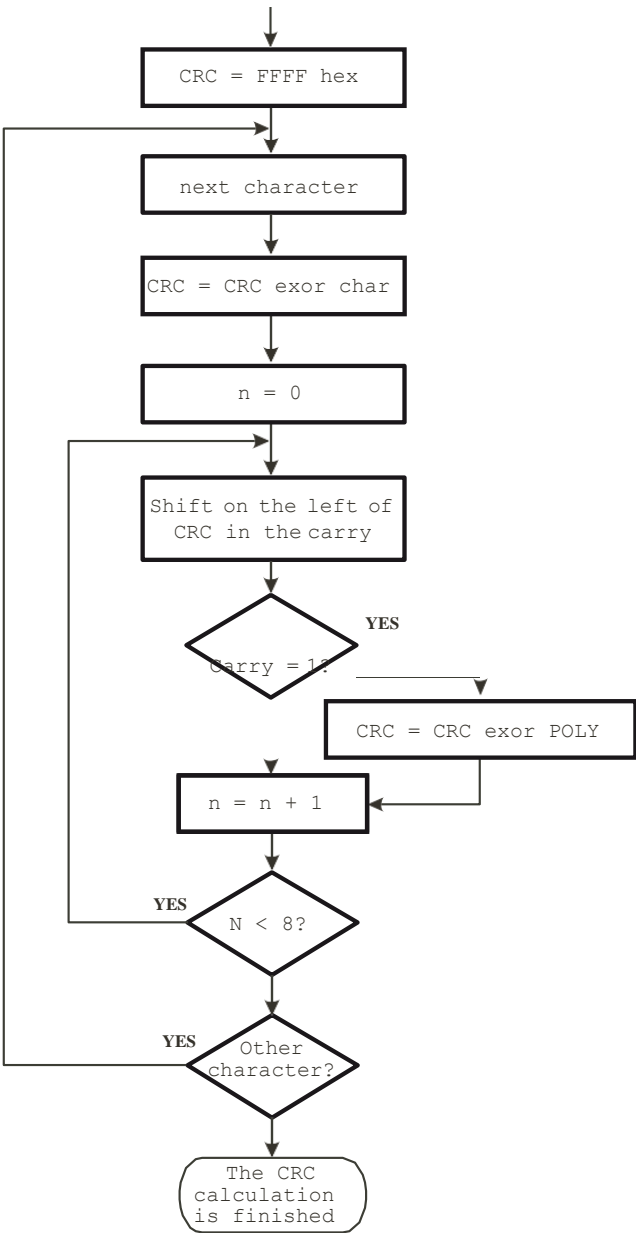 CRC = FFFF hex
next character
CRC = CRC exor char
n = 0
Shift on the left of
CRC in the carry
YES
Carry = 1?
CRC = CRC exor POLY
n = n + 1
YES
N < 8?
YES
Other
character?
The CRC
calculation
is finished